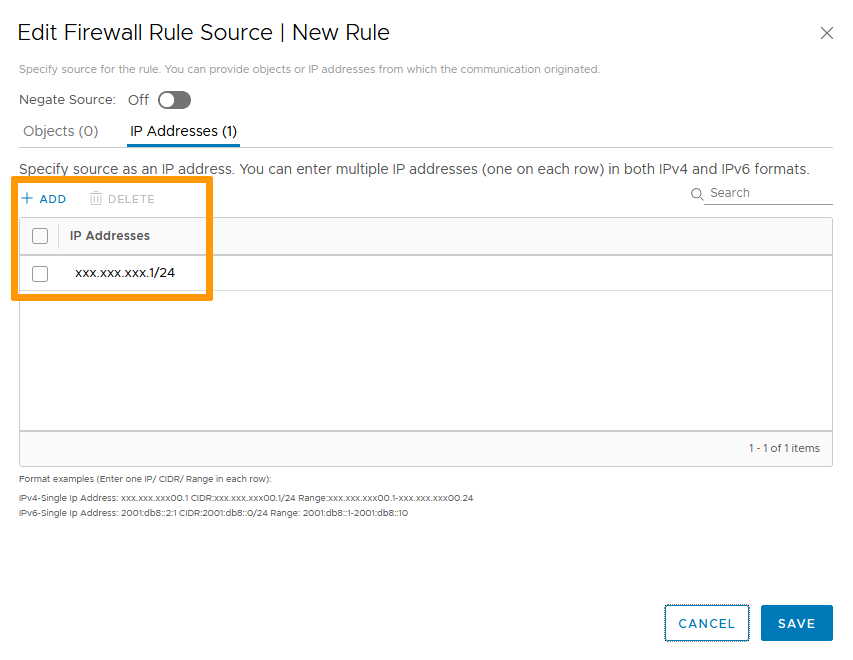 Edit Firewall Rule Source | New Rule
Specify source for the rule. You can provide objects or IP addresses from which the communication originated.
Negate Source: Off
Objects (0) IP Addresses (1)
Specify source as an IP address. You can enter multiple IP addresses (one on each row) in both IPv4 and IPv6 formats.
ADD DELETE Search
IP Addresses
xxx.xxx.xxx.1/24
1 - 1 of 1 items
Format examples (Enter one IP/ CIDR/ Range in each row):
IPv4-Single Ip Address: xxx.xxx.xxx00.1 CIDR:xxx.xxx.xxx00.1/24 Range:xxx.xxx.xxx00.1-xxx.xxx.xxx00.24
IPv6-Single Ip Address: 2001:db8::2:1 CIDR:2001:db8::0/24 Range: 2001:db8::1-2001:db8::10
CANCEL SAVE